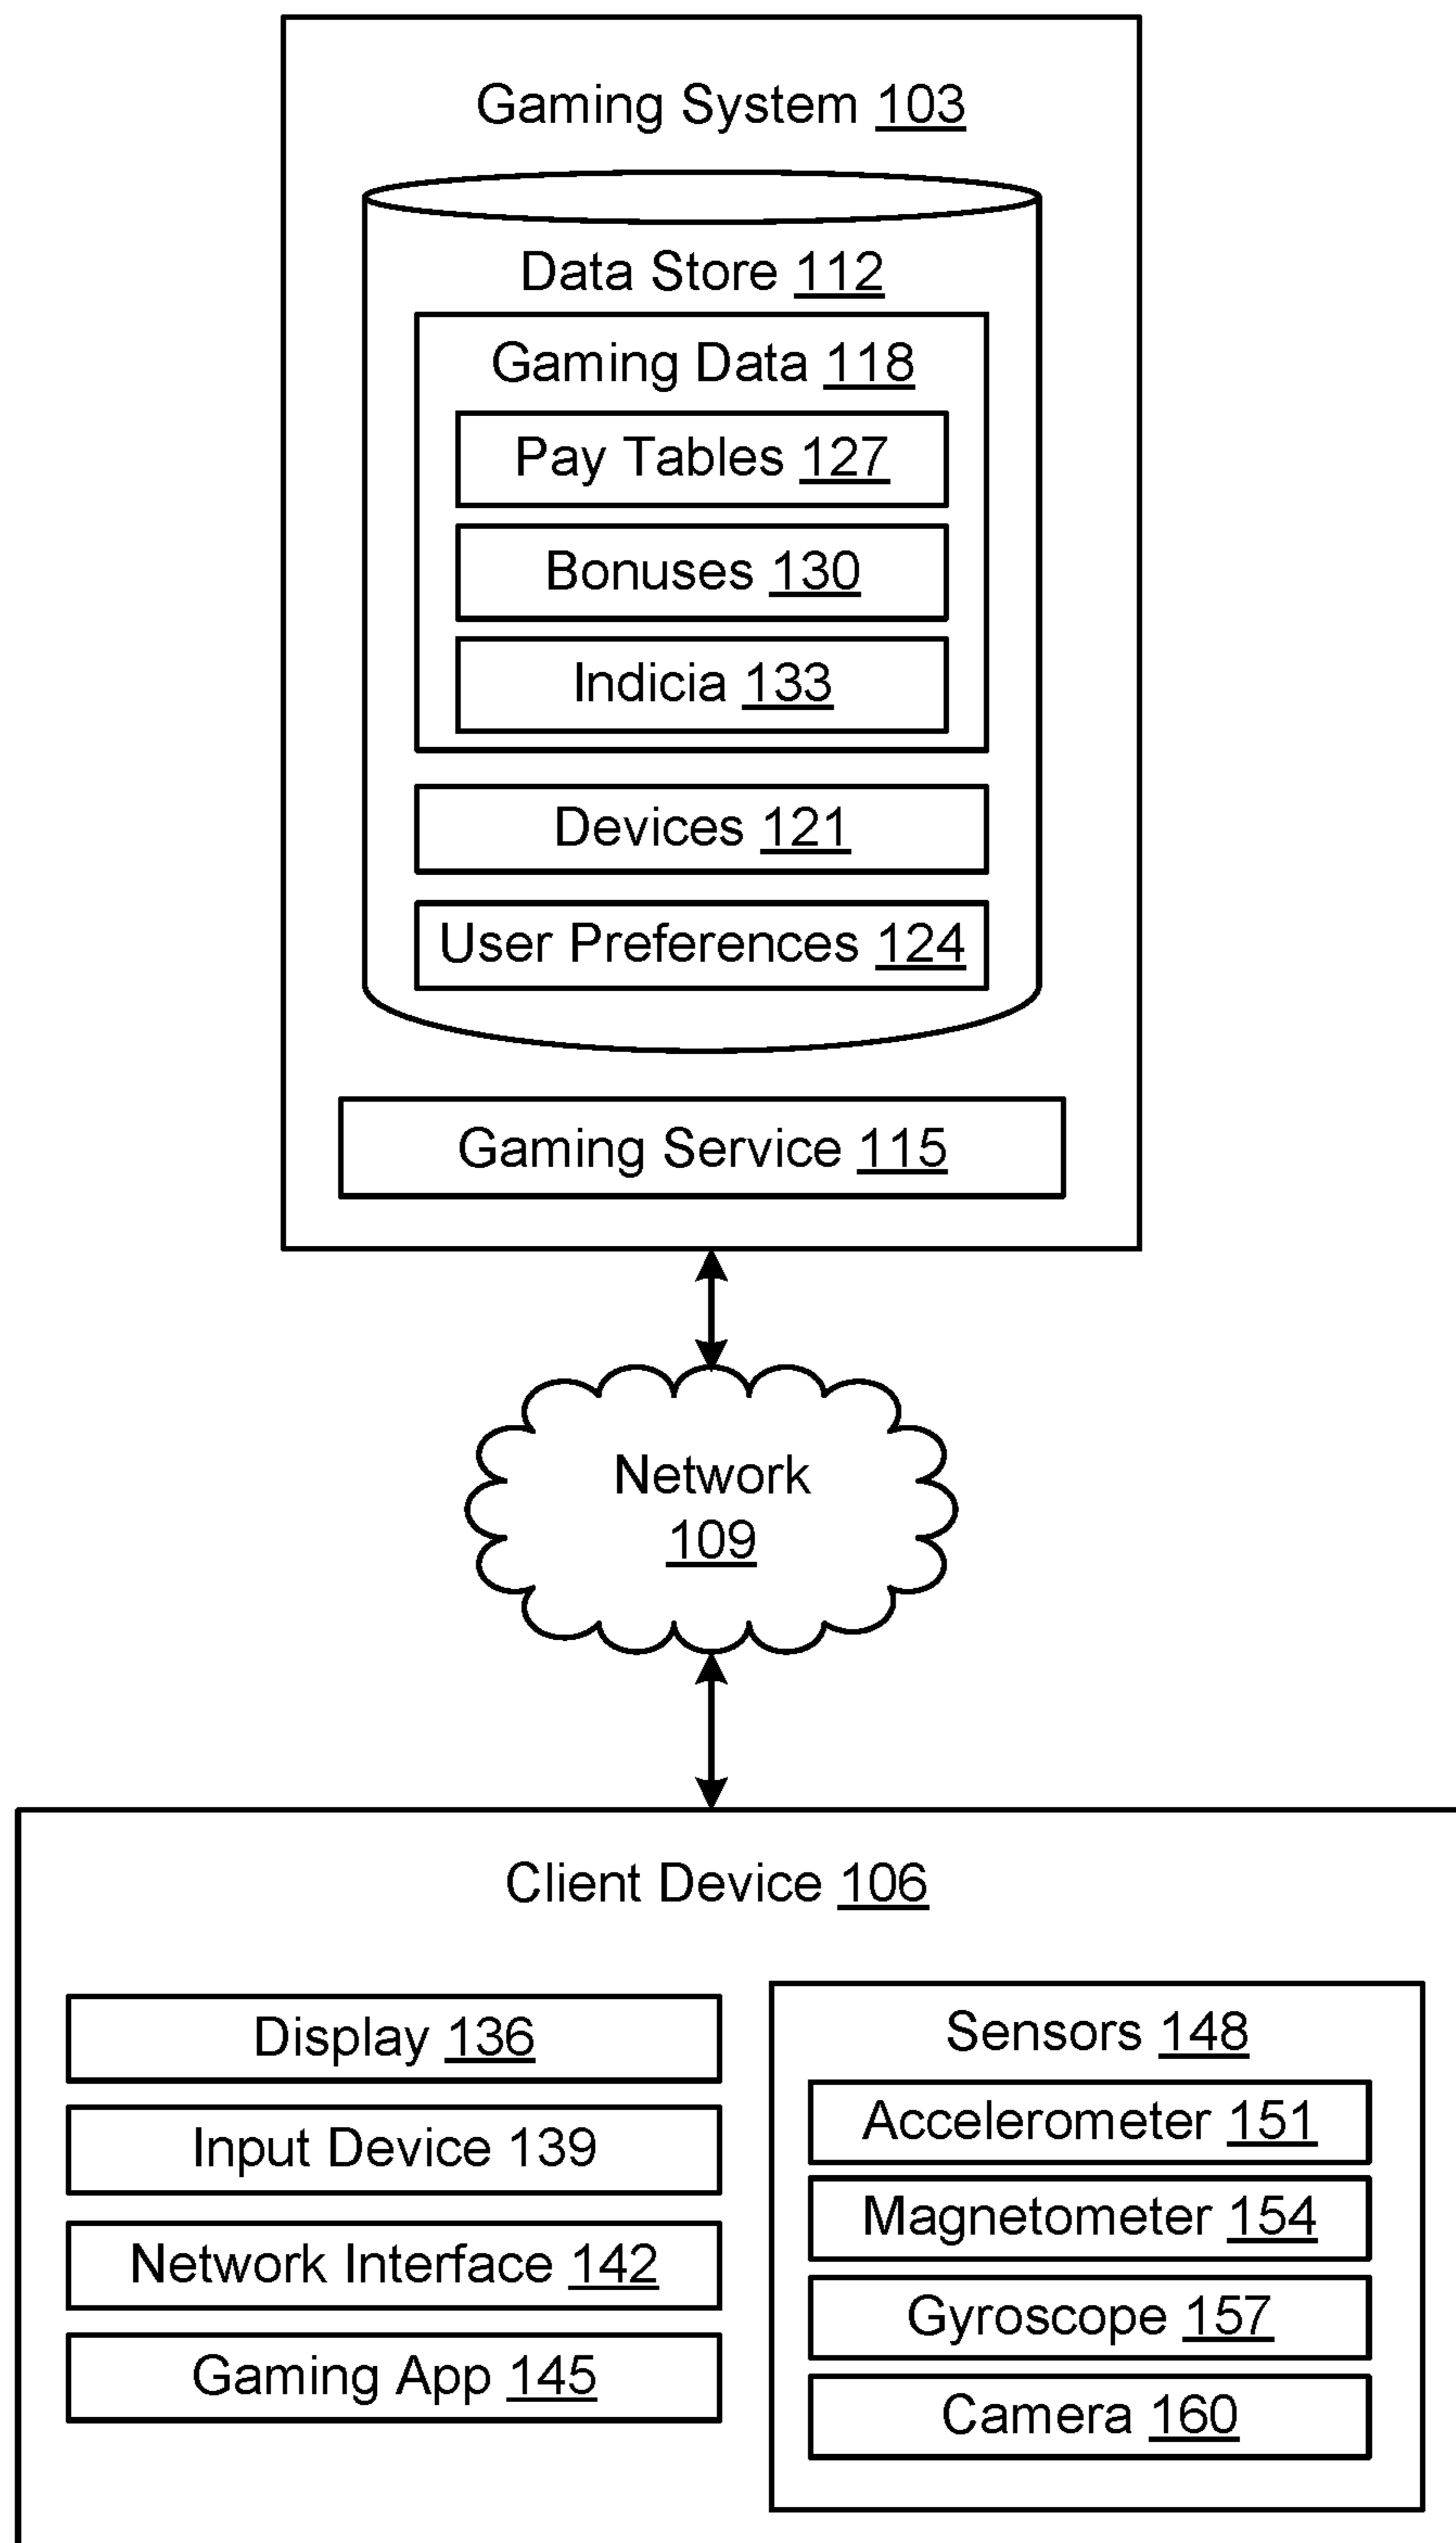 Gaming System 103
Data Store 112
Gaming Data 118
Pay Tables 127
Bonuses 130
Indicia 133
Devices 121
User Preferences 124
Gaming Service 115
Network
109
Client Device 106
Display 136
Input Device 139
Network Interface 142
Gaming App 145
Sensors 148
Accelerometer 151
Magnetometer 154
Gyroscope 157
Camera 160